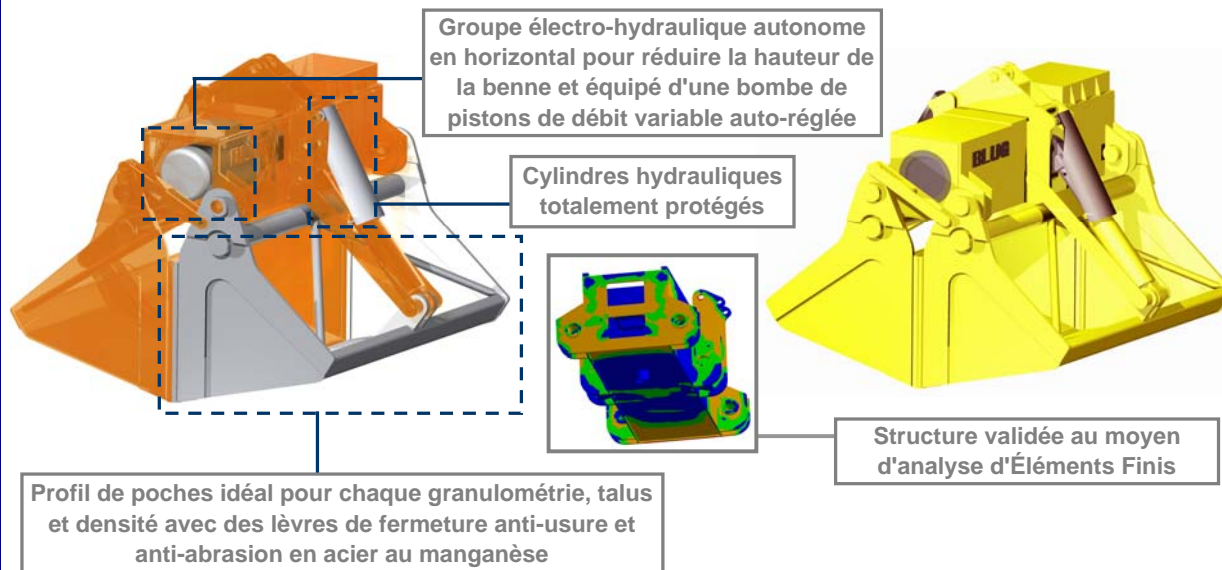 Groupe électro-hydraulique autonome
en horizontal pour réduire la hauteur de
la benne et équipé d'une bombe de
pistons de débit variable auto-réglée
Cylindres hydrauliques
totalement protégés
BLUG
Structure validée au moyen
d'analyse d'Éléments Finis
Profil de poches idéal pour chaque granulométrie, talus
et densité avec des lèvres de fermeture anti-usure et
anti-abrasion en acier au manganèse